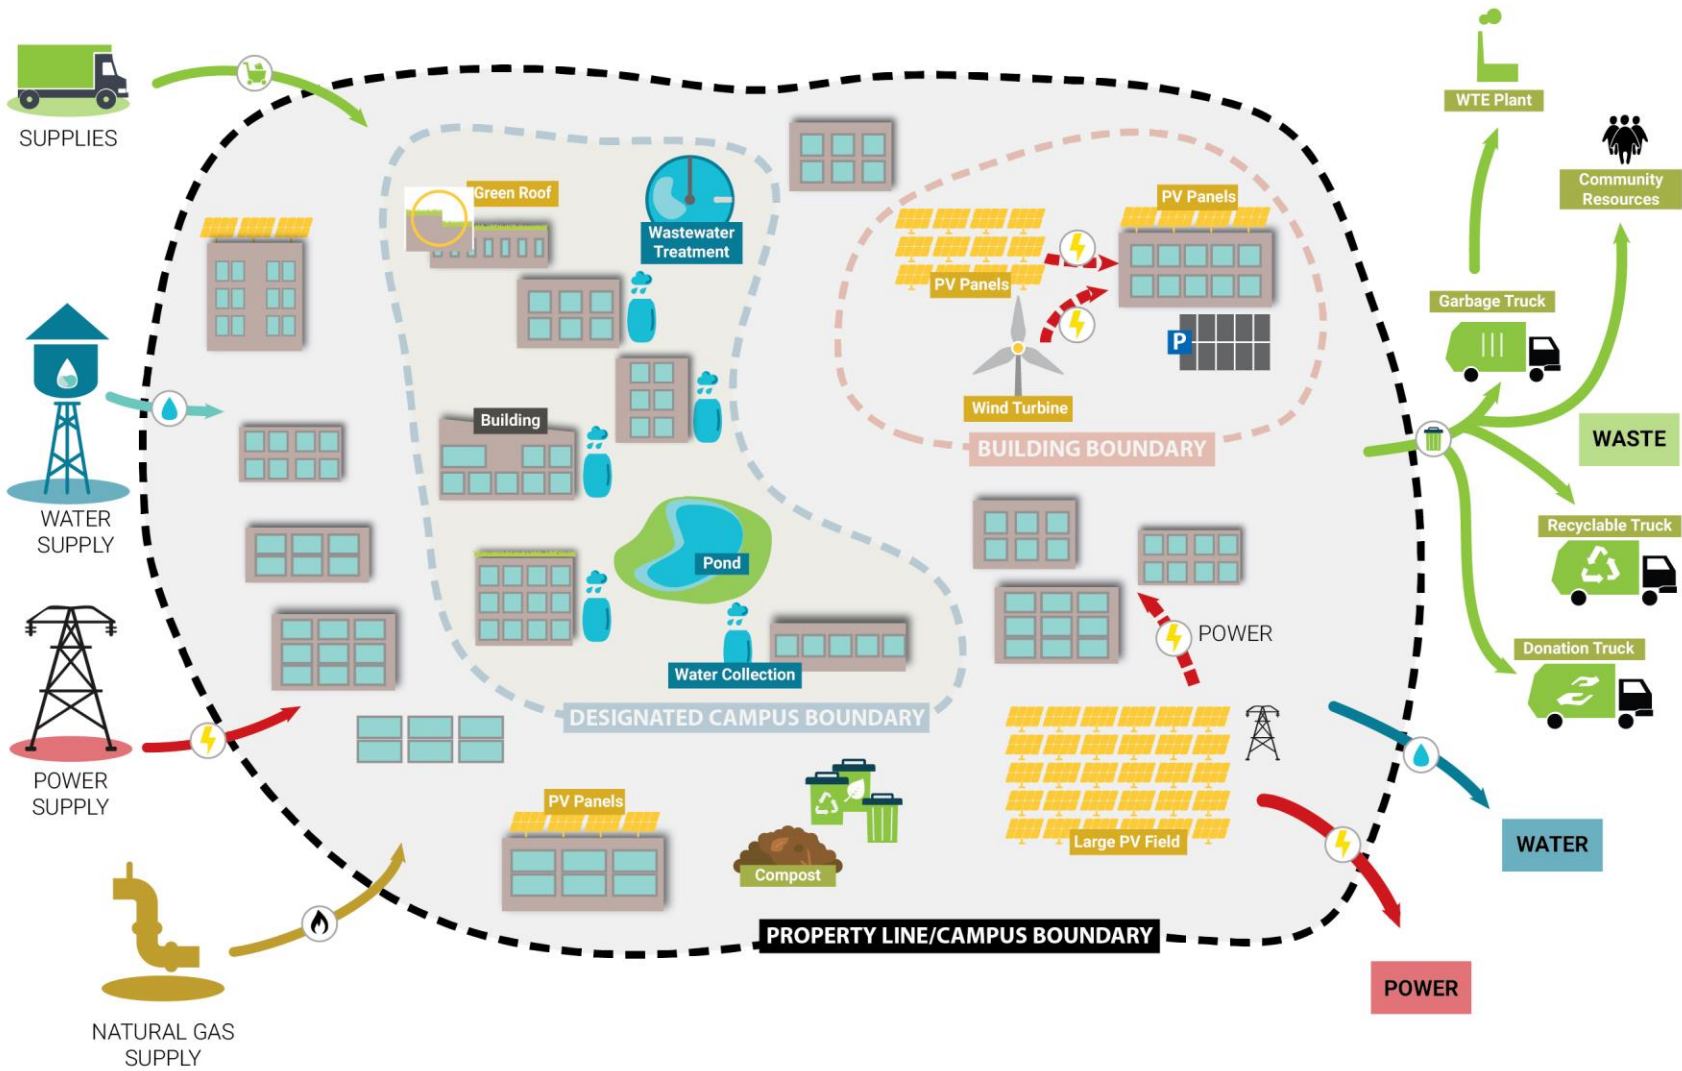 SUPPLIES
WATER
SUPPLY
POWER
SUPPLY
NATURAL GAS
SUPPLY
Green Roof
Wastewater
Treatment
Building
Pond
Water Collection
DESIGNATED CAMPUS BOUNDARY
PV Panels
PV Panels
Wind Turbine
P
BUILDING BOUNDARY
POWER
Large PV Field
PV Panels
Compost
PROPERTY LINE/CAMPUS BOUNDARY
WTE Plant
Community
Resources
Garbage Truck
WASTE
Recyclable Truck
Donation Truck
WATER
POWER